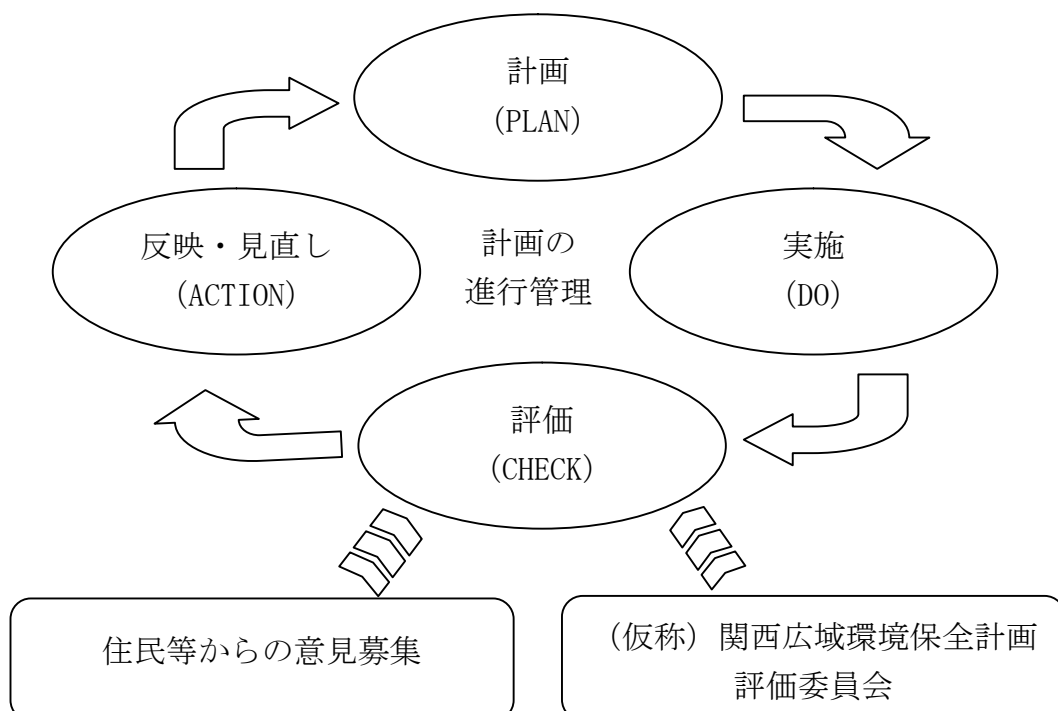 計画
(PLAN)
反映・見直し
(ACTION)
計画の
進行管理
実施
(DO)
評価
(CHECK)
住民等からの意見募集
（仮称）関西広域環境保全計画
評価委員会